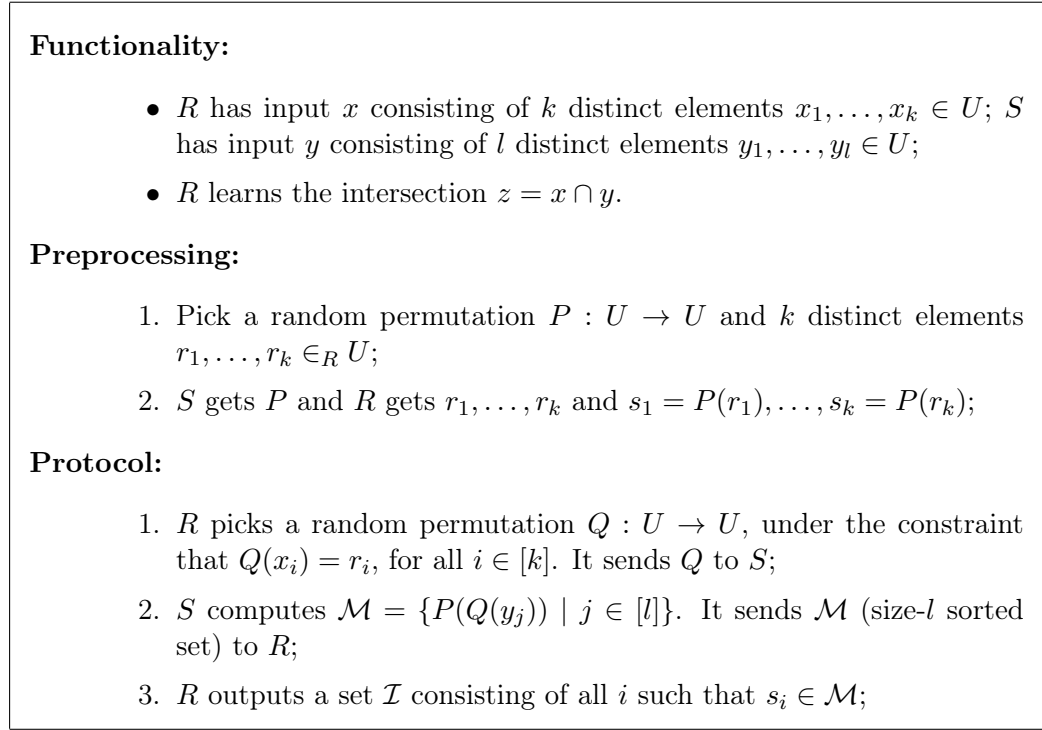 Functionality:
• R has input x consisting of k distinct elements x₁, . . . , xₖ ∈ U; S
has input y consisting of l distinct elements y₁, . . . , yₗ ∈ U;
• R learns the intersection z = x ∩ y.
Preprocessing:
1. Pick a random permutation P : U → U and k distinct elements
r₁, . . . , rₖ ∈_R U;
2. S gets P and R gets r₁, . . . , rₖ and s₁ = P(r₁), . . . , sₖ = P(rₖ);
Protocol:
1. R picks a random permutation Q : U → U, under the constraint
that Q(xᵢ) = rᵢ, for all i ∈ [k]. It sends Q to S;
2. S computes ℳ = {P(Q(yⱼ)) | j ∈ [l]}. It sends ℳ (size-l sorted
set) to R;
3. R outputs a set ℐ consisting of all i such that sᵢ ∈ ℳ;